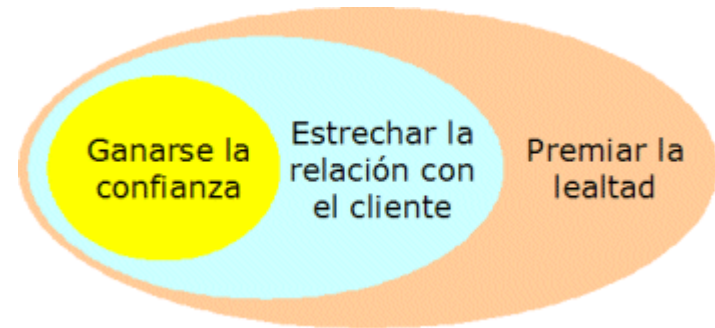 Ganarse la
confianza
Estrechar la
relación con
el cliente
Premiar la
lealtad